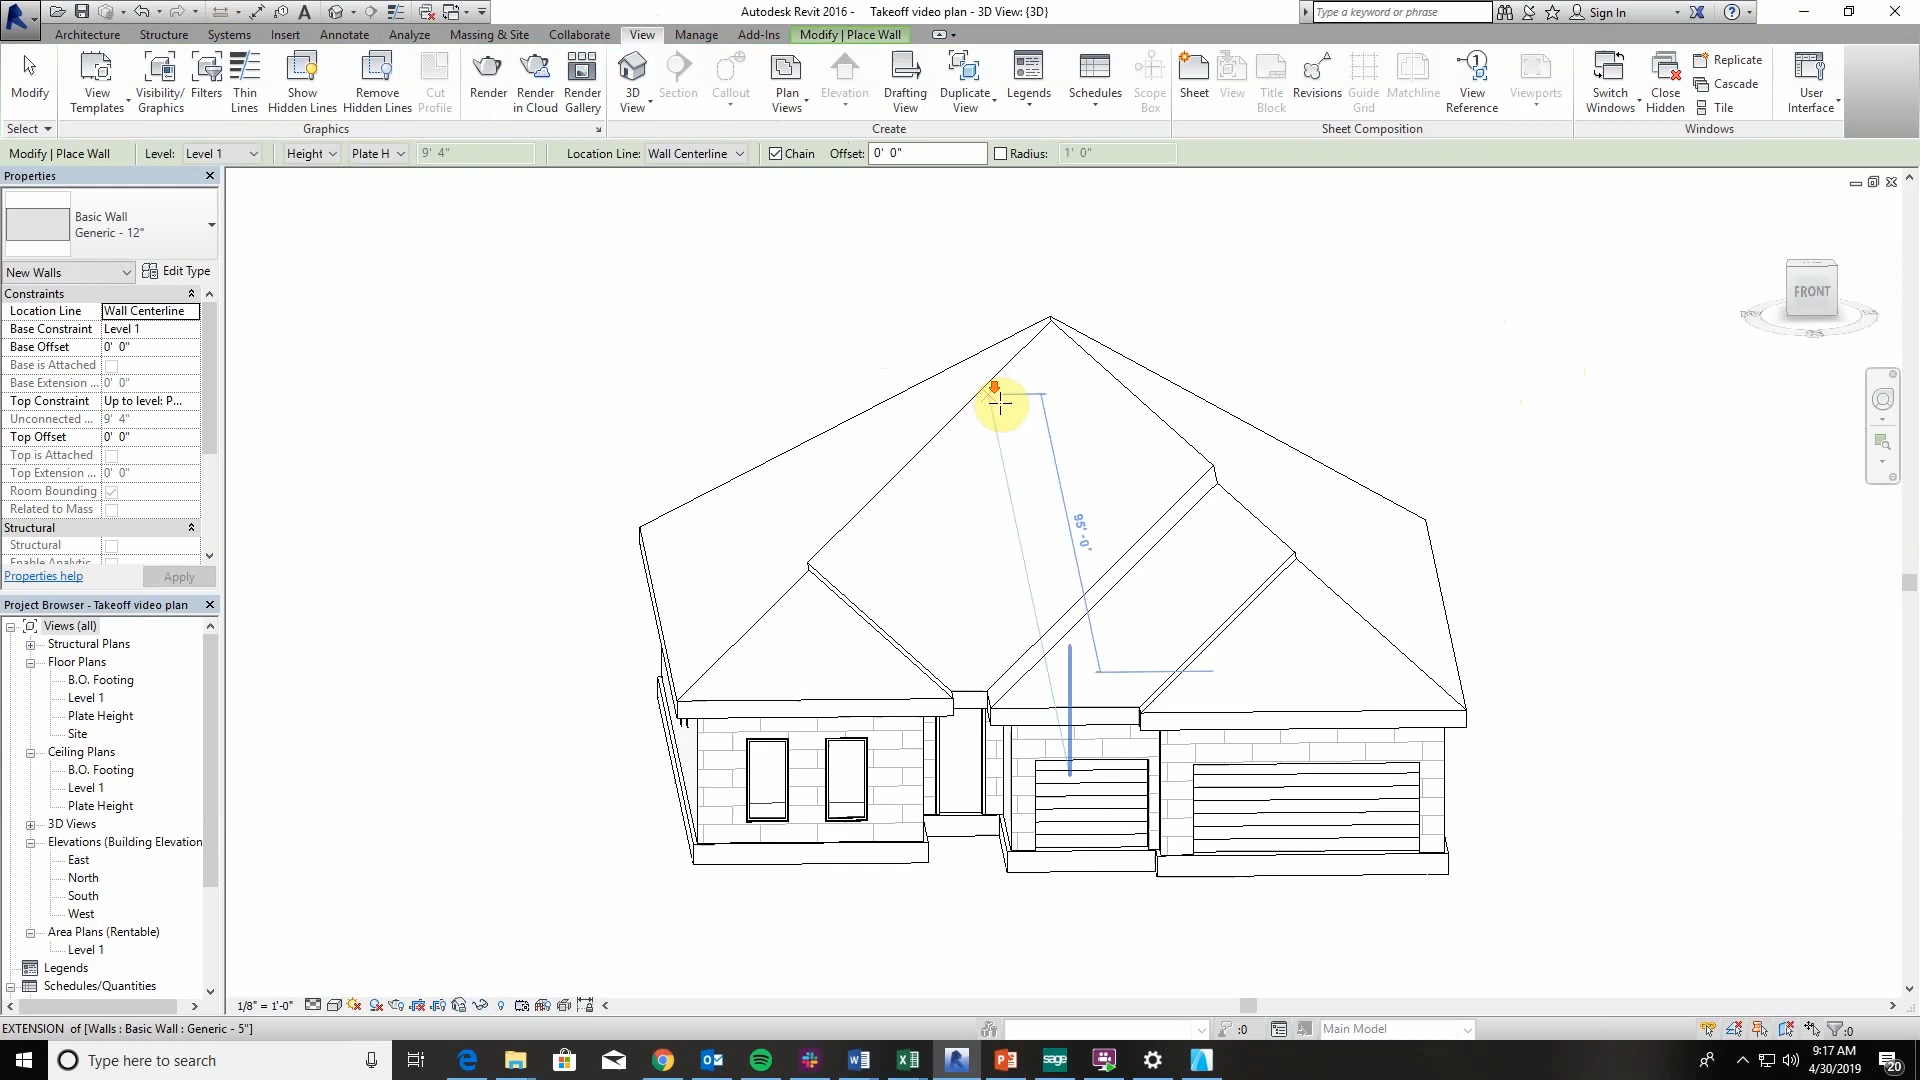 Autodesk Revit 2016 - Takeoff video plan - 3D View: {3D}
Type a keyword or phrase
Sign In
Architecture Structure Systems Insert Annotate Analyze Massing & Site Collaborate View Manage Add-Ins Modify | Place Wall
Modify
View Templates
Visibility/ Graphics
Filters
Thin Lines
Show Hidden Lines
Remove Hidden Lines
Cut Profile
Render
Render in Cloud
Render Gallery
3D View
Section
Callout
Plan Views
Elevation
Drafting View
Duplicate View
Legends
Schedules
Scope Box
Sheet
View
Title Block
Revisions
Guide Grid
Matchline
View Reference
Viewports
Switch Windows
Close Hidden
Replicate
Cascade
Tile
User Interface
Select Graphics Create Sheet Composition Windows
Modify | Place Wall Level: Level 1 Height Plate H 9' 4" Location Line: Wall Centerline Chain Offset: 0' 0" Radius: 1' 0"
Properties
Basic Wall
Generic - 12"
New Walls Edit Type
Constraints
Location Line Wall Centerline
Base Constraint Level 1
Base Offset 0' 0"
Base is Attached
Base Extension ... 0' 0"
Top Constraint Up to level: P...
Unconnected ... 9' 4"
Top Offset 0' 0"
Top is Attached
Top Extension ... 0' 0"
Room Bounding
Related to Mass
Structural
Structural
Enable Analytic
Properties help Apply
Project Browser - Takeoff video plan
Views (all)
Structural Plans
Floor Plans
B.O. Footing
Level 1
Plate Height
Site
Ceiling Plans
B.O. Footing
Level 1
Plate Height
3D Views
Elevations (Building Elevation
East
North
South
West
Area Plans (Rentable)
Level 1
Legends
Schedules/Quantities
FRONT
95' - 0"
1/8" = 1'-0"
EXTENSION of [Walls : Basic Wall : Generic - 5"]
:0
Main Model
:0
Type here to search
sage
9:17 AM
4/30/2019
20